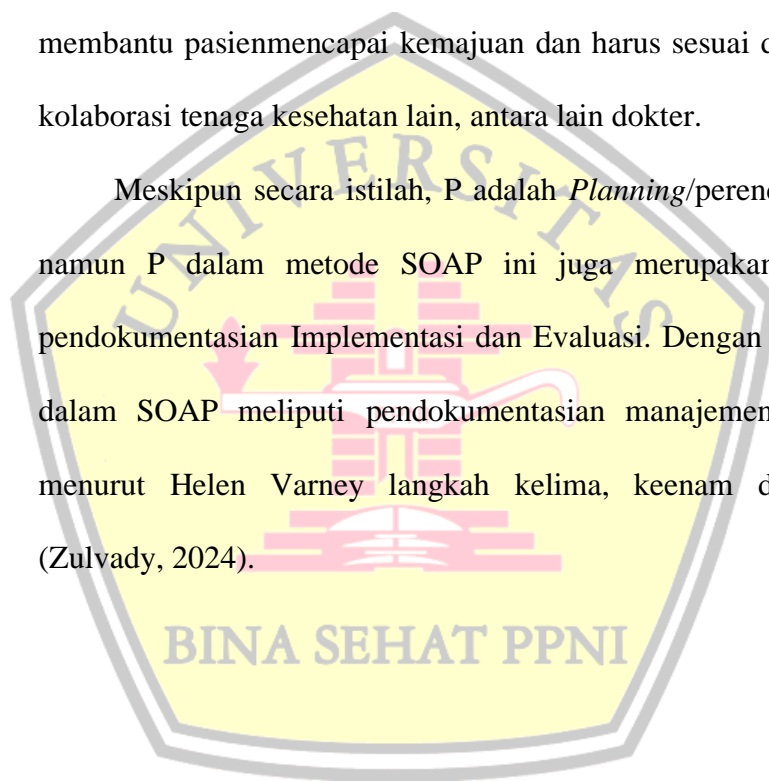 membantu pasienmencapai kemajuan dan harus sesuai d
kolaborasi tenaga kesehatan lain, antara lain dokter.
Meskipun secara istilah, P adalah Planning/perenc
namun P dalam metode SOAP ini juga merupakan
pendokumentasian Implementasi dan Evaluasi. Dengan
dalam SOAP meliputi pendokumentasian manajemen
menurut Helen Varney langkah kelima, keenam d
(Zulvady, 2024).
UNIVERSITAS
BINA SEHAT PPNI